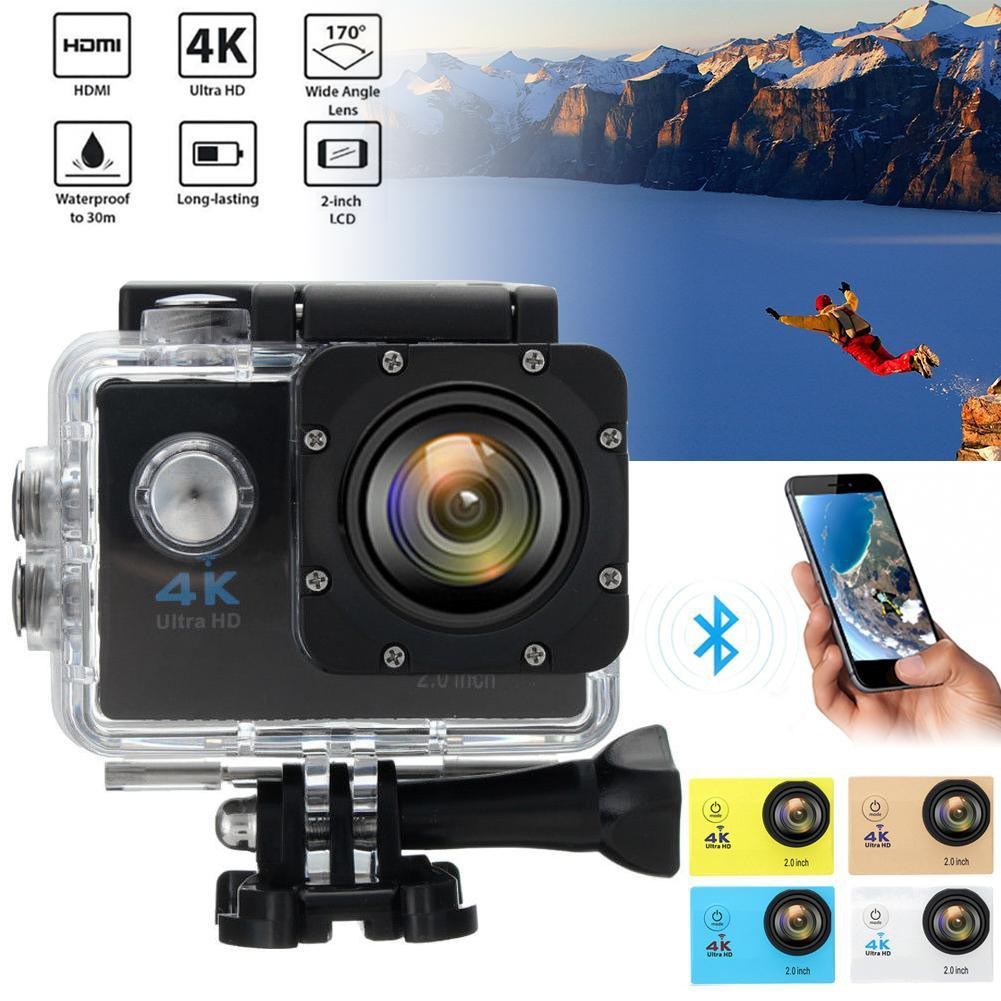 HDMI
HDMI
4K
Ultra HD
170°
Wide Angle
Lens
Waterproof
to 30m
Long-lasting
2-inch
LCD
4K
Ultra HD
2.0 inch
mode
4K
Ultra HD
2.0 inch
mode
4K
Ultra HD
2.0 inch
mode
4K
Ultra HD
2.0 inch
mode
4K
Ultra HD
2.0 inch